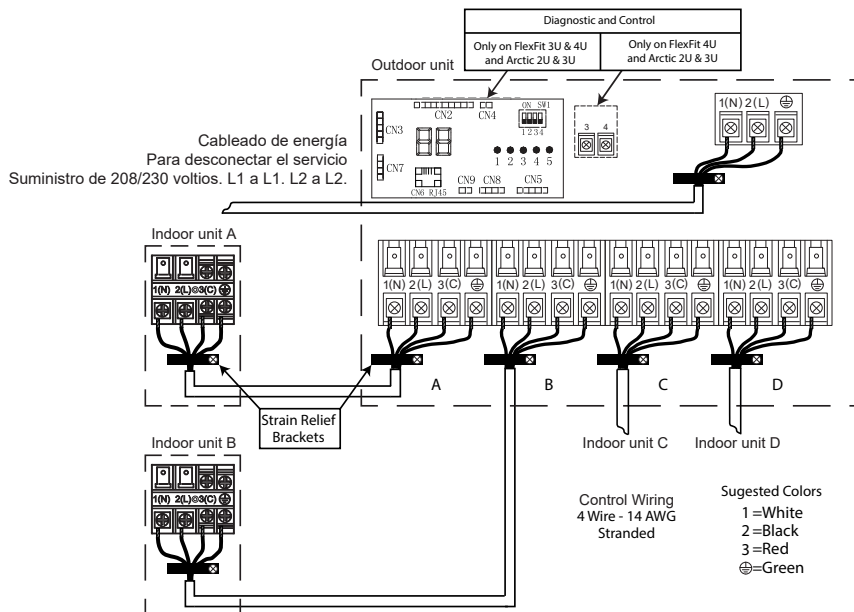 Diagnostic and Control
Only on FlexFit 3U & 4U
and Arctic 2U & 3U
Only on FlexFit 4U
and Arctic 2U & 3U
Outdoor unit
CN2
CN4
ON SW1
1 2 3 4
CN3
CN7
1 2 3 4 5
CN6 RJ45
CN9
CN8
CN5
3 4
1(N) 2(L)
Cableado de energía
Para desconectar el servicio
Suministro de 208/230 voltios. L1 a L1. L2 a L2.
Indoor unit A
1(N) 2(L) 3(C)
1(N) 2(L) 3(C)
1(N) 2(L) 3(C)
1(N) 2(L) 3(C)
1(N) 2(L) 3(C)
A
B
C
D
Strain Relief
Brackets
Indoor unit C
Indoor unit D
Indoor unit B
1(N) 2(L) 3(C)
Control Wiring
4 Wire - 14 AWG
Stranded
Sugested Colors
1 =White
2 =Black
3 =Red
⏚=Green